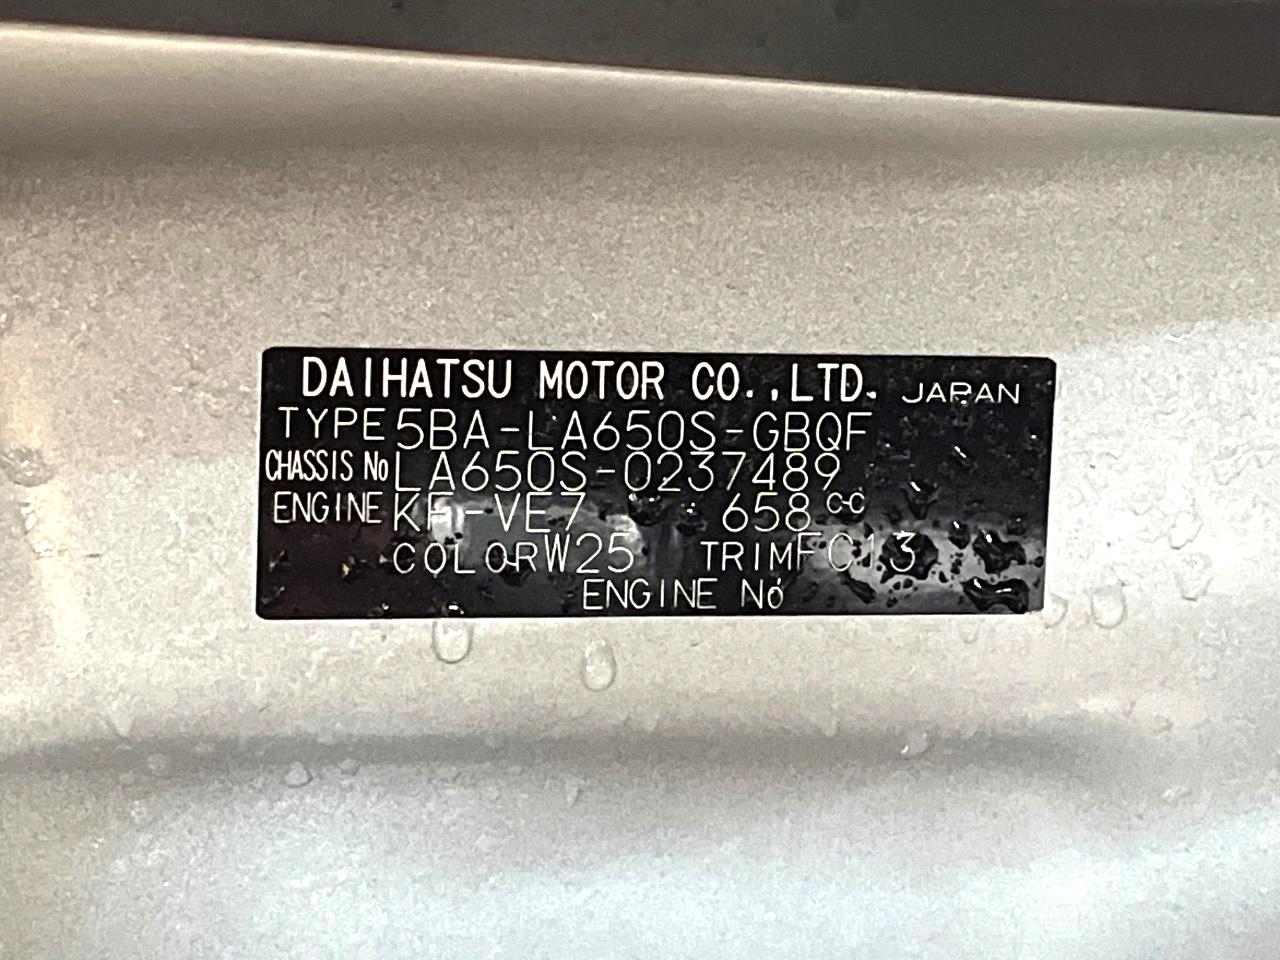 DAIHATSU MOTOR CO.,LTD. JAPAN
TYPE 5BA-LA650S-GBQF
CHASSIS No LA650S-0237489
ENGINE KF-VE7 658 C-C
COLOR W25 TRIM FC13
ENGINE No